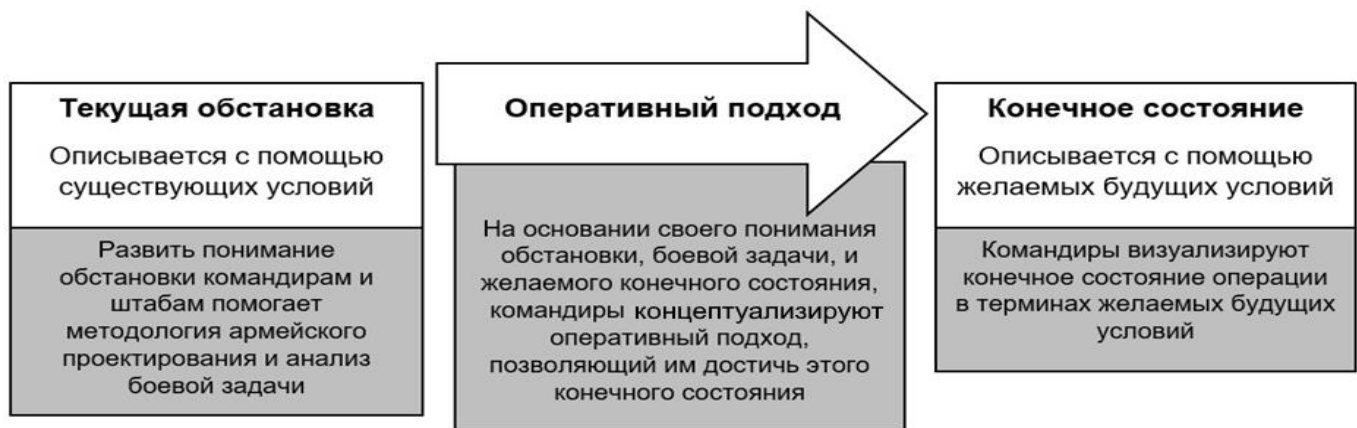 Текущая обстановка
Описывается с помощью
существующих условий
Развить понимание
обстановки командирам и
штабам помогает
методология армейского
проектирования и анализ
боевой задачи
Оперативный подход
На основании своего понимания
обстановки, боевой задачи, и
желаемого конечного состояния,
командиры концептуализируют
оперативный подход,
позволяющий им достичь этого
конечного состояния
Конечное состояние
Описывается с помощью
желаемых будущих условий
Командиры визуализируют
конечное состояние операции
в терминах желаемых будущих
условий